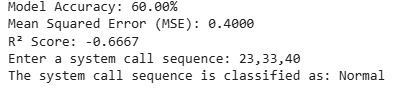 Model Accuracy: 60.00%
Mean Squared Error (MSE): 0.4000
R² Score: -0.6667
Enter a system call sequence: 23,33,40
The system call sequence is classified as: Normal